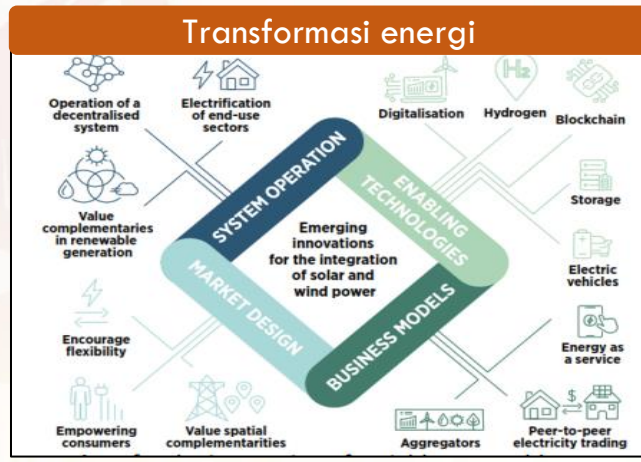 Transformasi energi
Operation of a
decentralised
system
Electrification
of end-use
sectors
Digitalisation
H₂
Hydrogen
Blockchain
Value
complementaries
in renewable
generation
SYSTEM OPERATION
ENABLING
TECHNOLOGIES
Storage
Emerging
innovations
for the integration
of solar and
wind power
Electric
vehicles
MARKET DESIGN
BUSINESS MODELS
Encourage
flexibility
Energy as
a service
$
Empowering
consumers
Value spatial
complementarities
Aggregators
Peer-to-peer
electricity trading